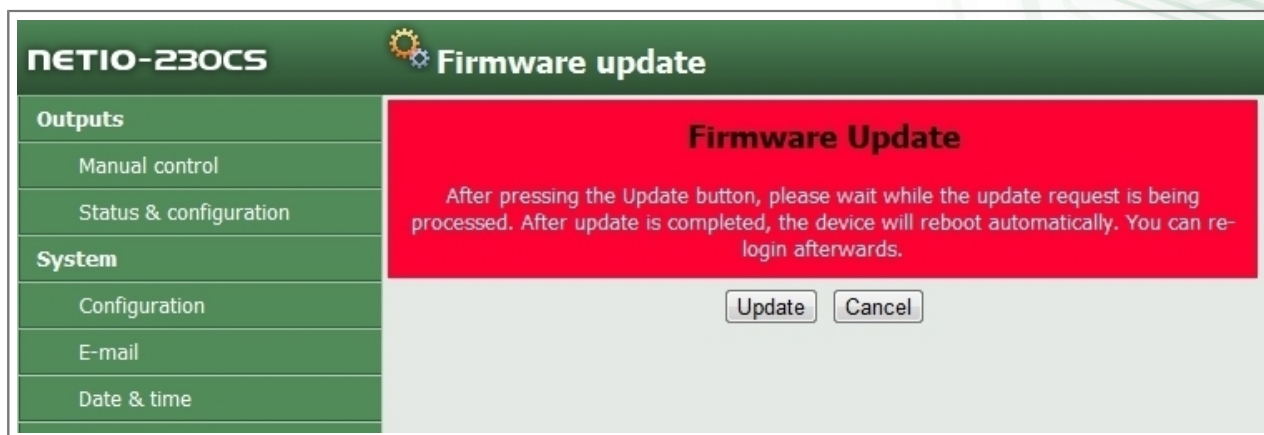 NETIO-230CS
Firmware update
Outputs
Manual control
Status & configuration
System
Configuration
E-mail
Date & time
Firmware Update
After pressing the Update button, please wait while the update request is being
processed. After update is completed, the device will reboot automatically. You can re-
login afterwards.
Update Cancel